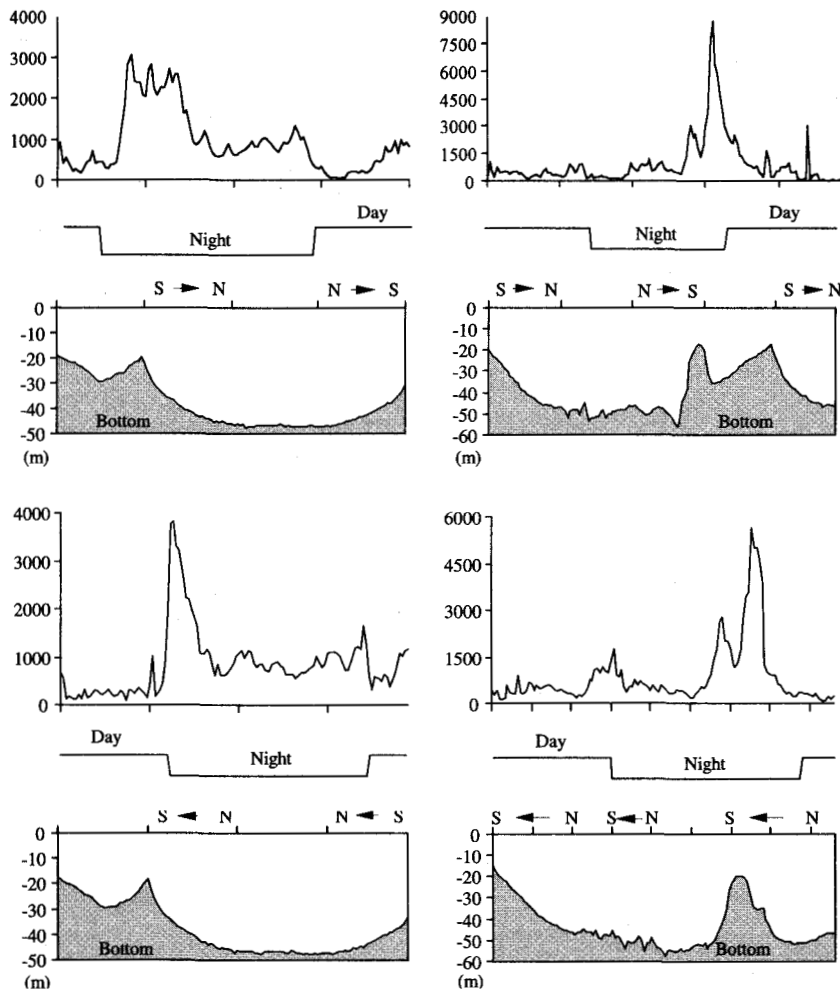 4000
3000
2000
1000
0
Day
Night
S → N N → S
0
-10
-20
-30
-40
-50
(m)
Bottom
9000
7500
6000
4500
3000
1500
0
Day
Night
S → N N → S S → N
0
-10
-20
-30
-40
-50
-60
(m)
Bottom
4000
3000
2000
1000
0
Day
Night
S ← N N ← S
0
-10
-20
-30
-40
-50
(m)
Bottom
6000
4500
3000
1500
0
Day
Night
S ← N S ← N S ← N
0
-10
-20
-30
-40
-50
-60
(m)
Bottom